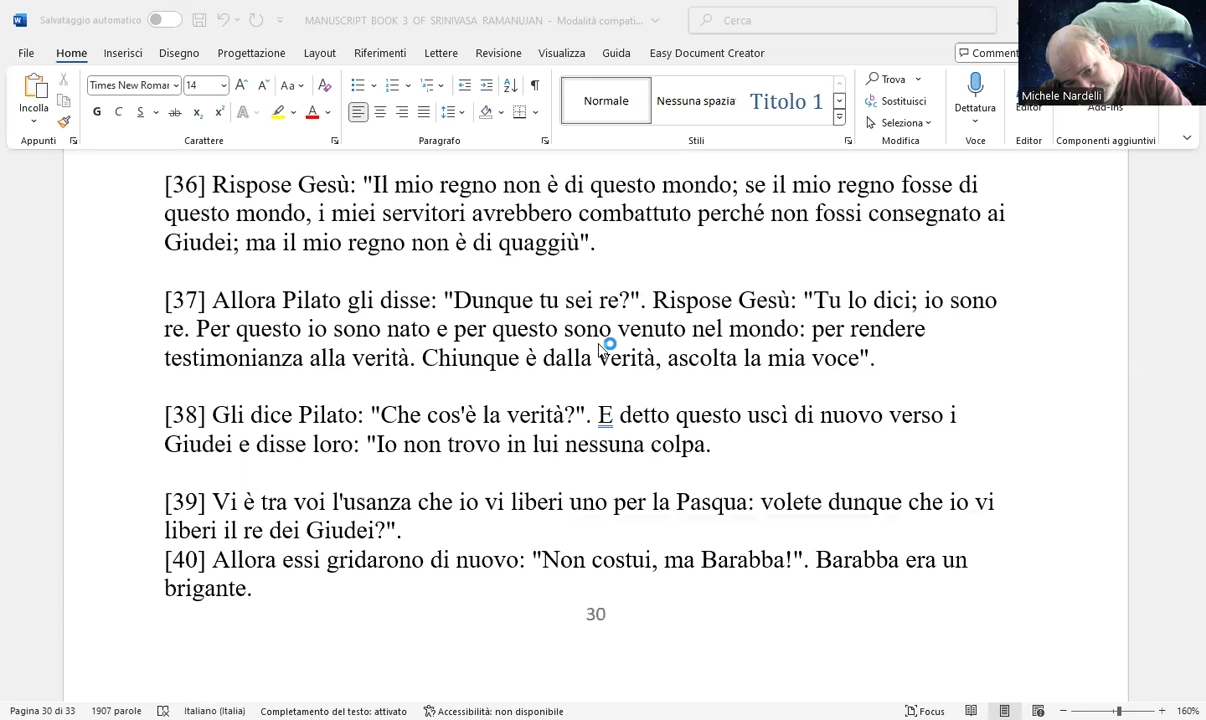 Salvataggio automatico
MANUSCRIPT BOOK 3 OF SRINIVASA RAMANUJAN - Modalità compati...
Cerca
File Home Inserisci Disegno Progettazione Layout Riferimenti Lettere Revisione Visualizza Guida Easy Document Creator
Comment
Incolla
Times New Roman 14
G C S ab x₂ x²
Normale
Nessuna spazia
Titolo 1
Trova
Sostituisci
Seleziona
Dettatura
Editor
Add-ins
Appunti Carattere Paragrafo Stili Modifica Voce Editor Componenti aggiuntivi
Michele Nardelli
[36] Rispose Gesù: "Il mio regno non è di questo mondo; se il mio regno fosse di
questo mondo, i miei servitori avrebbero combattuto perché non fossi consegnato ai
Giudei; ma il mio regno non è di quaggiù".
[37] Allora Pilato gli disse: "Dunque tu sei re?". Rispose Gesù: "Tu lo dici; io sono
re. Per questo io sono nato e per questo sono venuto nel mondo: per rendere
testimonianza alla verità. Chiunque è dalla verità, ascolta la mia voce".
[38] Gli dice Pilato: "Che cos'è la verità?". E detto questo uscì di nuovo verso i
Giudei e disse loro: "Io non trovo in lui nessuna colpa.
[39] Vi è tra voi l'usanza che io vi liberi uno per la Pasqua: volete dunque che io vi
liberi il re dei Giudei?".
[40] Allora essi gridarono di nuovo: "Non costui, ma Barabba!". Barabba era un
brigante.
30
Pagina 30 di 33 1907 parole Italiano (Italia) Completamento del testo: attivato Accessibilità: non disponibile Focus 160%